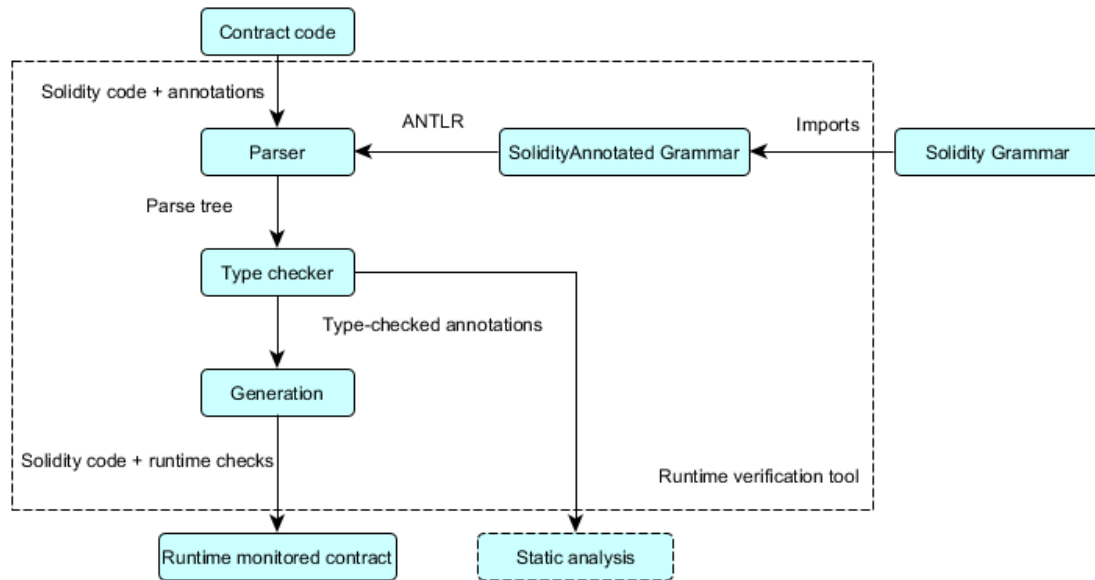 Contract code
Solidity code + annotations
ANTLR
Imports
Parser
SolidityAnnotated Grammar
Solidity Grammar
Parse tree
Type checker
Type-checked annotations
Generation
Solidity code + runtime checks
Runtime verification tool
Runtime monitored contract
Static analysis